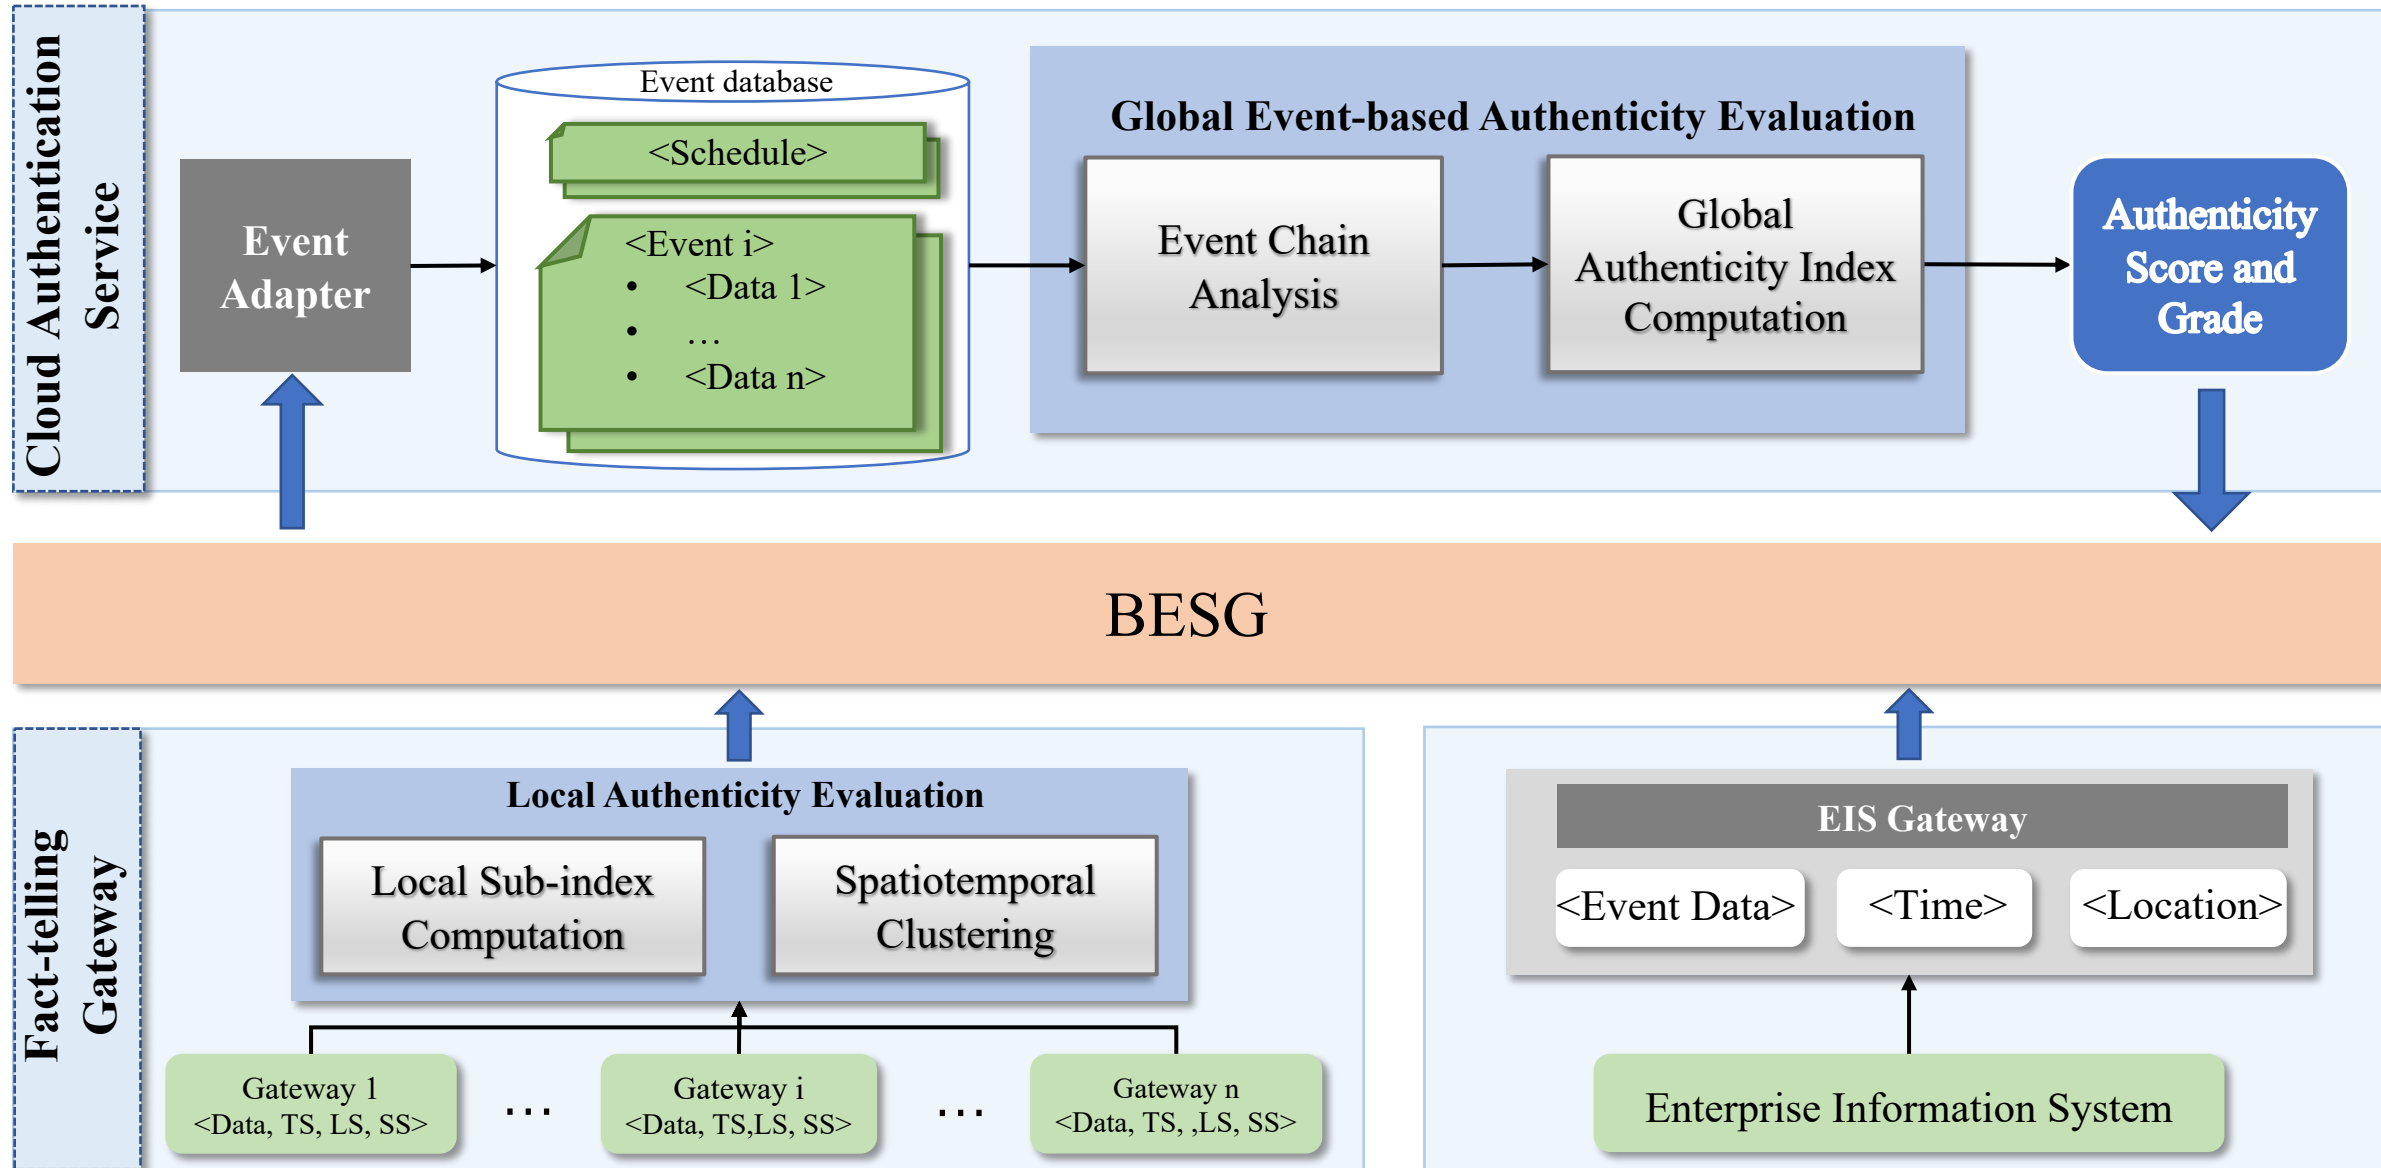 Cloud Authentication
Service
Event
Adapter
Event database
<Schedule>
<Event i>
• <Data 1>
• …
• <Data n>
Global Event-based Authenticity Evaluation
Event Chain
Analysis
Global
Authenticity Index
Computation
Authenticity
Score and
Grade
BESG
Fact-telling
Gateway
Local Authenticity Evaluation
Local Sub-index
Computation
Spatiotemporal
Clustering
Gateway 1
<Data, TS, LS, SS>
…
Gateway i
<Data, TS,LS, SS>
…
Gateway n
<Data, TS, ,LS, SS>
EIS Gateway
<Event Data>
<Time>
<Location>
Enterprise Information System